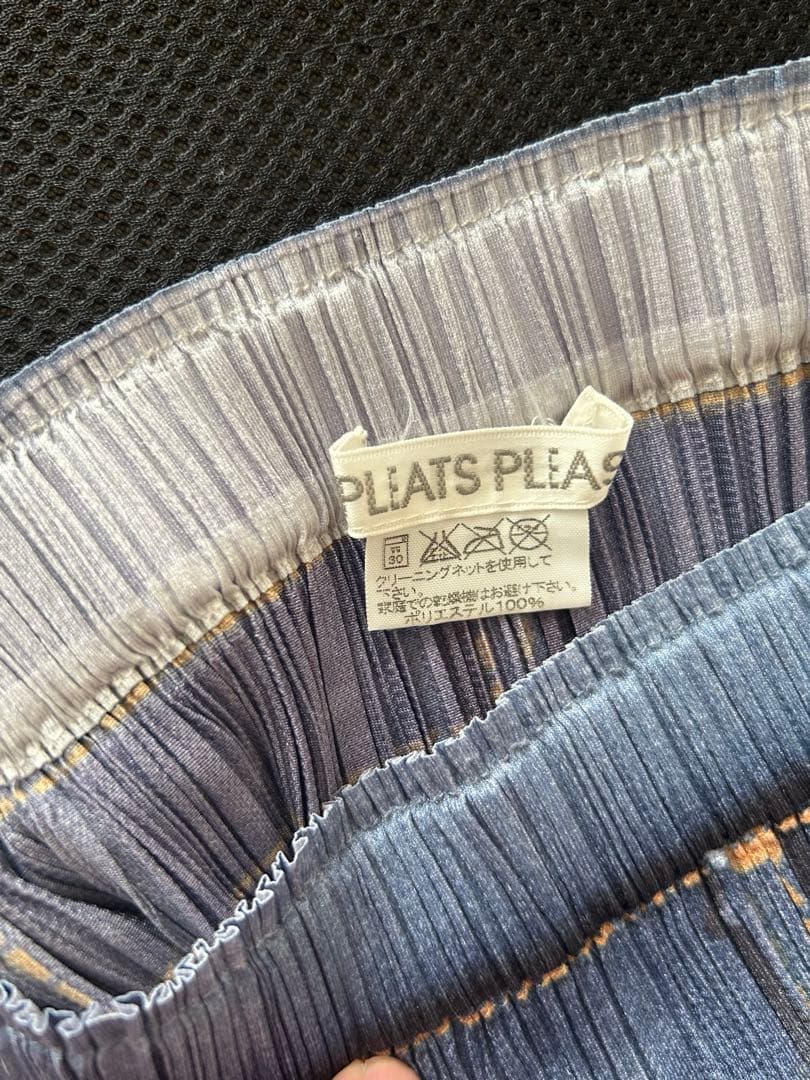 PLEATS PLEAS
30
クリーニングネットを使用して
下さい。
家庭での乾燥機はお避け下さい。
ポリエステル100%